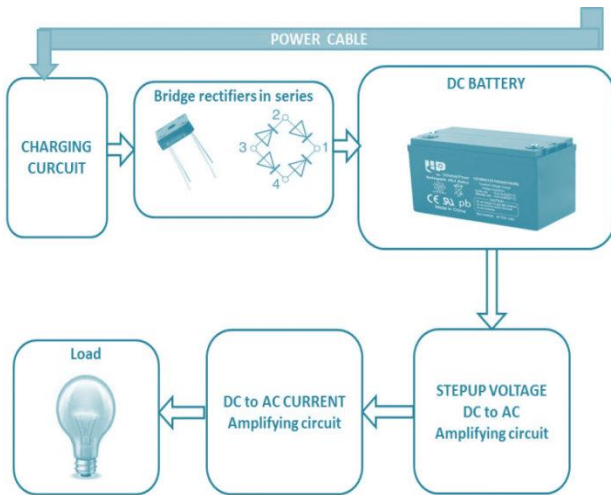 POWER CABLE
CHARGING
CURCUIT
Bridge rectifiers in series
2
3
1
4
DC BATTERY
HP
CE
pb
Made in China
Load
DC to AC CURRENT
Amplifying circuit
STEPUP VOLTAGE
DC to AC
Amplifying circuit